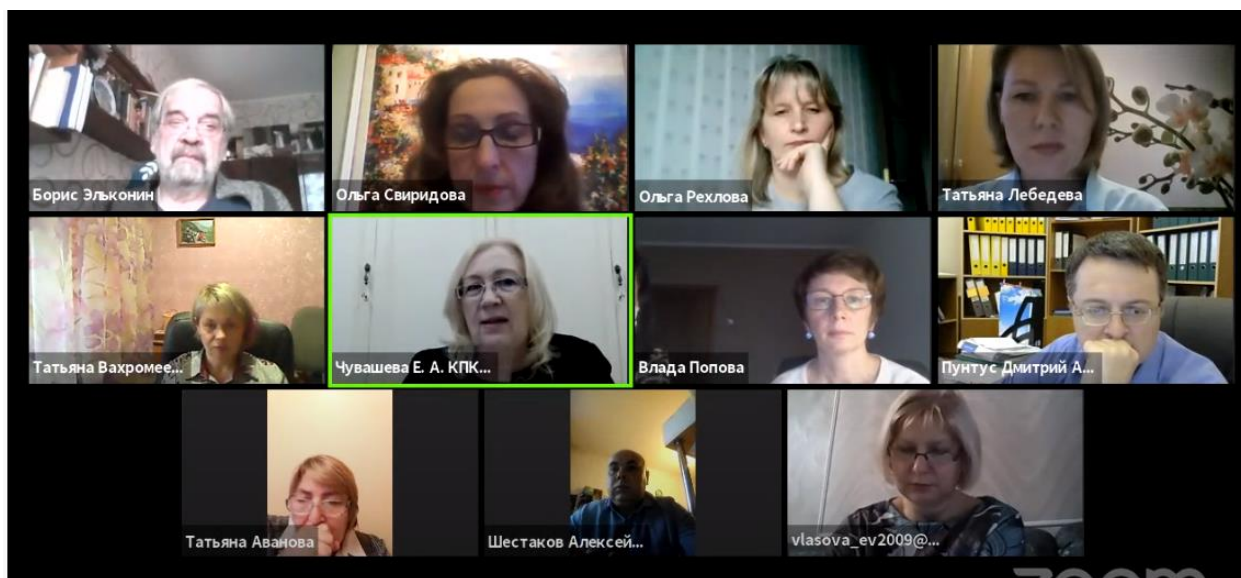 Борис Эльконин
Ольга Свиридова
Ольга Рехлова
Татьяна Лебедева
Татьяна Вахромее...
Чувашева Е. А. КПК...
Влада Попова
Пунтус Дмитрий А...
Татьяна Аванова
Шестаков Алексей...
vlasova_ev2009@...
zoom